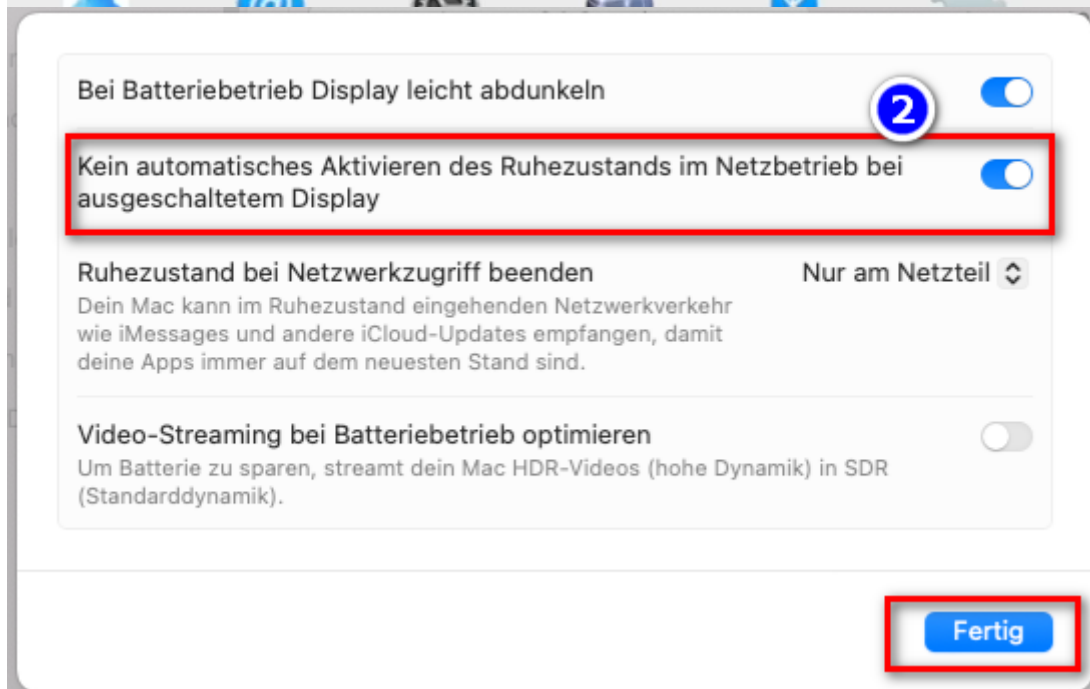 Bei Batteriebetrieb Display leicht abdunkeln
2
Kein automatisches Aktivieren des Ruhezustands im Netzbetrieb bei
ausgeschaltetem Display
Ruhezustand bei Netzwerkzugriff beenden
Nur am Netzteil
Dein Mac kann im Ruhezustand eingehenden Netzwerkverkehr
wie iMessages und andere iCloud-Updates empfangen, damit
deine Apps immer auf dem neuesten Stand sind.
Video-Streaming bei Batteriebetrieb optimieren
Um Batterie zu sparen, streamt dein Mac HDR-Videos (hohe Dynamik) in SDR
(Standarddynamik).
Fertig